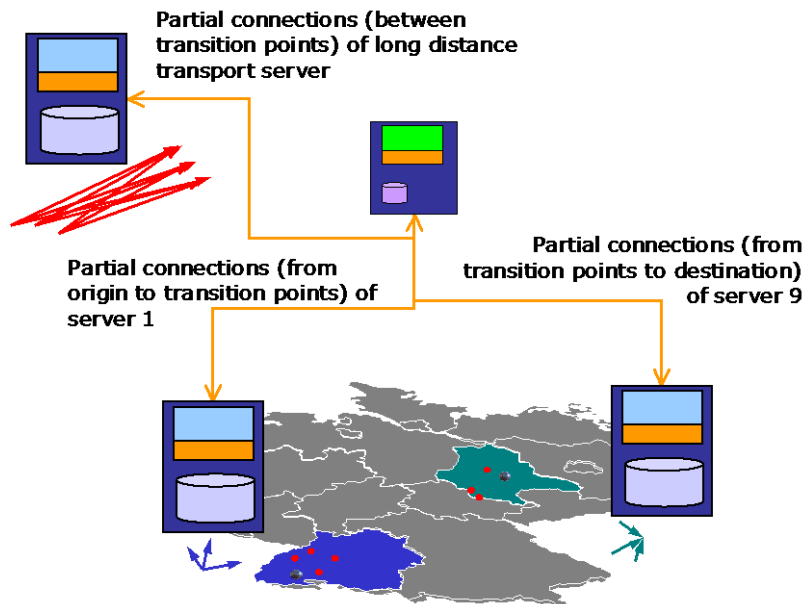 Partial connections (between
transition points) of long distance
transport server
Partial connections (from
origin to transition points) of
server 1
Partial connections (from
transition points to destination)
of server 9